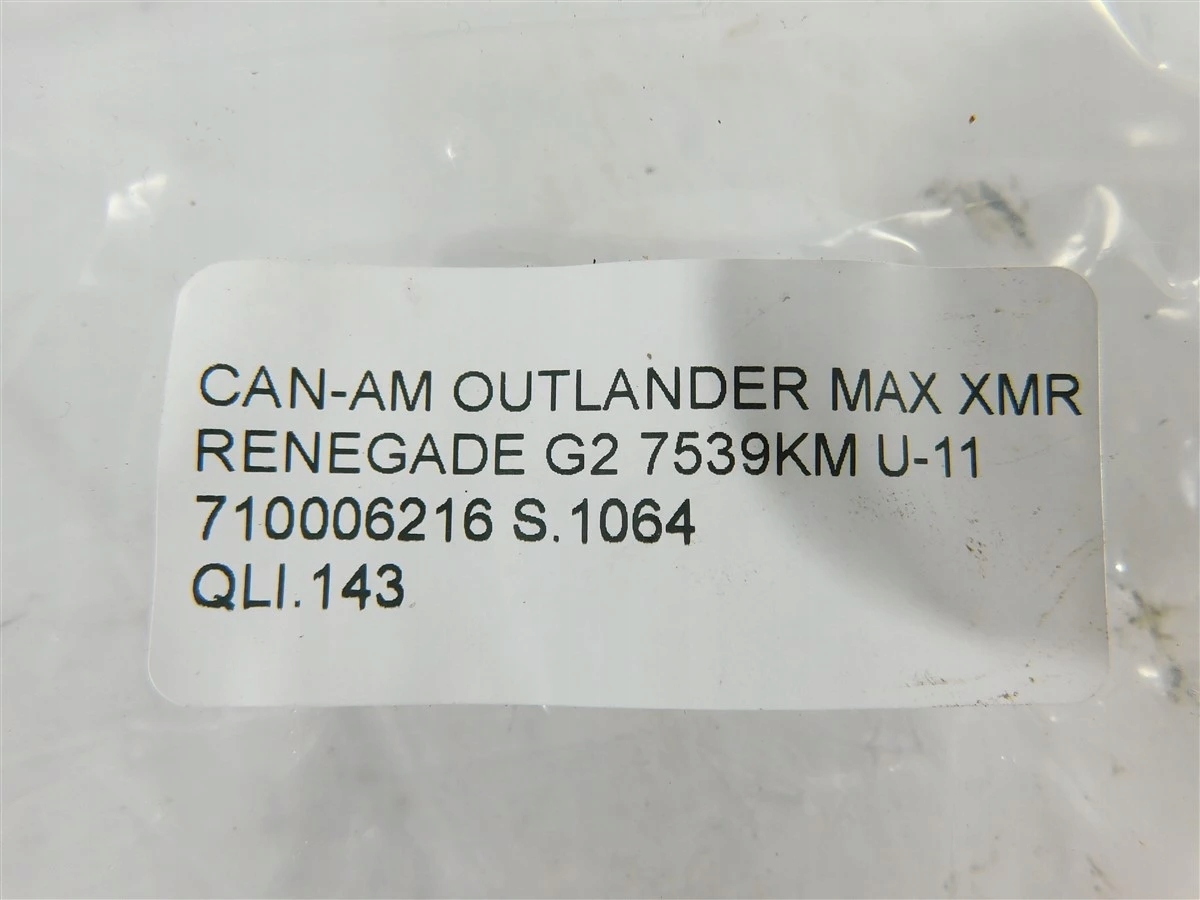 CAN-AM OUTLANDER MAX XMR
RENEGADE G2 7539KM U-11
710006216 S.1064
QLI.143